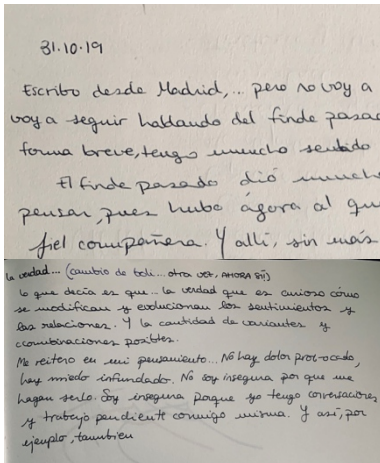 31.10.19
Escribo desde Madrid,... pero no voy a
voy a seguir hablando del finde pasad
forma breve, tengo mucho sentido
El finde pasado dió much
pensar, pues hubo ágora al qu
fiel compañera. Y allí, sin más
la verdad... (cambio de boli... otra vez, AHORA SÍ!)
lo que decía es que... la verdad que es curioso cómo
se modifican y evolucionan los sentimientos y
las relaciones. Y la cantidad de variantes y
combinaciones posibles.
Me reitero en mi pensamiento... No hay dolor provocado,
hay miedo infundado. No soy insegura por que me
hagan serlo. Soy insegura porque yo tengo conversaciones
y trabajo pendiente conmigo misma. Y así, por
ejemplo, también